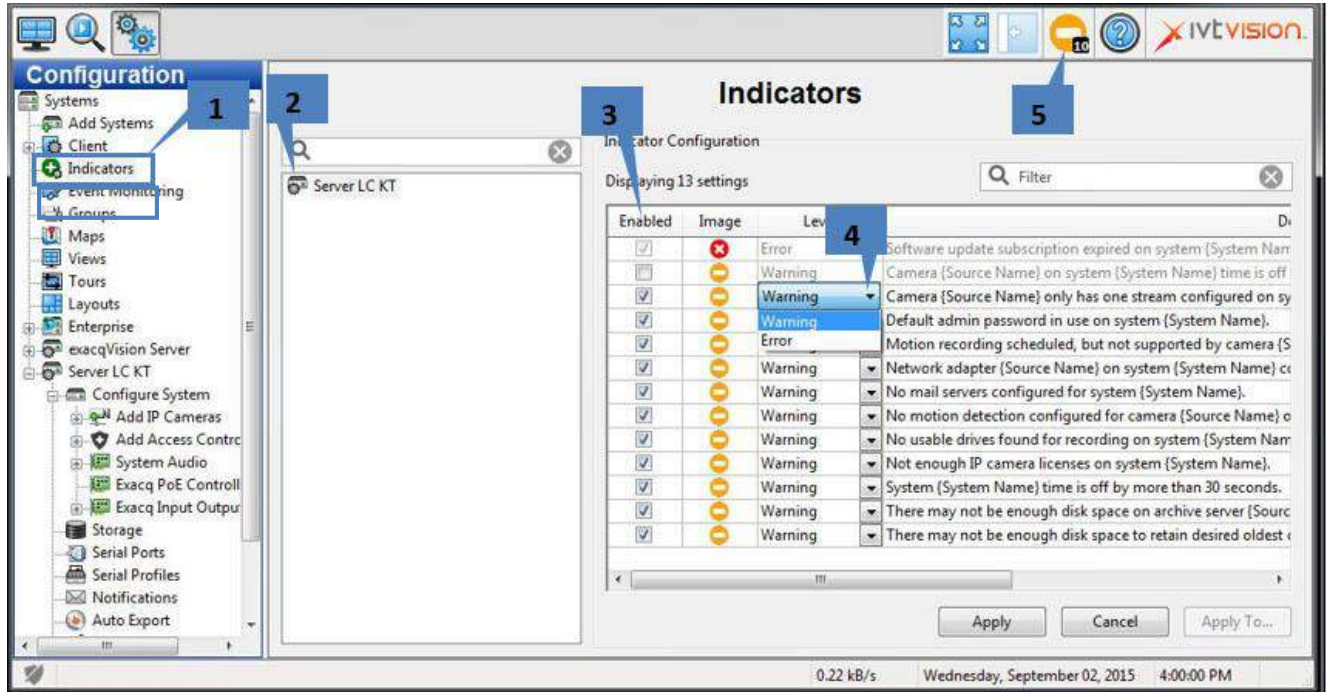 10
IVTVISION.
Configuration
Systems
Add Systems
Client
Indicators
Event Monitoring
Groups
Maps
Views
Tours
Layouts
Enterprise
exacqVision Server
Server LC KT
Configure System
Add IP Cameras
Add Access Contrc
System Audio
Exacq PoE Controll
Exacq Input Outpu
Storage
Serial Ports
Serial Profiles
Notifications
Auto Export
1
2
Server LC KT
Indicators
3
5
Configuration
Displaying 13 settings
Filter
Enabled Image
4
Error Software update subscription expired on system {System Nam
Warning Camera {Source Name} on system {System Name} time is off
Warning Camera {Source Name} only has one stream configured on sy
Warning Default admin password in use on system {System Name}.
Error Motion recording scheduled, but not supported by camera {S
Warning Network adapter {Source Name} on system {System Name} co
Warning No mail servers configured for system {System Name}.
Warning No motion detection configured for camera {Source Name} o
Warning No usable drives found for recording on system {System Nam
Warning Not enough IP camera licenses on system {System Name}.
Warning System {System Name} time is off by more than 30 seconds.
Warning There may not be enough disk space on archive server {Sourc
Warning There may not be enough disk space to retain desired oldest
Apply Cancel Apply To...
0.22 kB/s Wednesday, September 02, 2015 4:00:00 PM